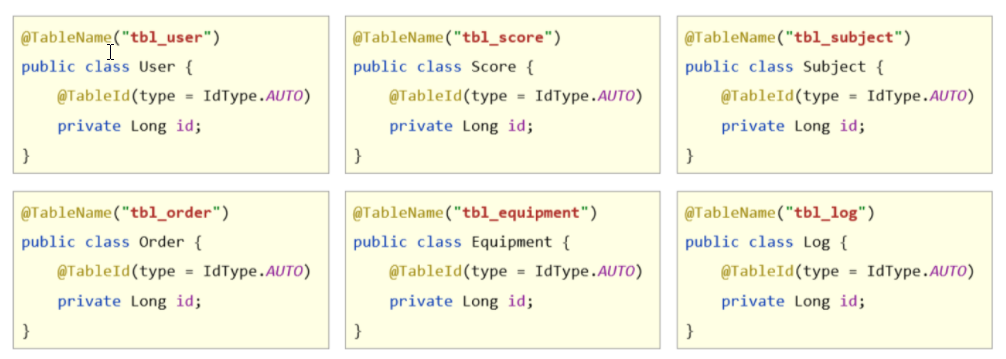 @TableName("tbl_user")
public class User {
    @TableId(type = IdType.AUTO)
    private Long id;
}
@TableName("tbl_score")
public class Score {
    @TableId(type = IdType.AUTO)
    private Long id;
}
@TableName("tbl_subject")
public class Subject {
    @TableId(type = IdType.AUTO)
    private Long id;
}
@TableName("tbl_order")
public class Order {
    @TableId(type = IdType.AUTO)
    private Long id;
}
@TableName("tbl_equipment")
public class Equipment {
    @TableId(type = IdType.AUTO)
    private Long id;
}
@TableName("tbl_log")
public class Log {
    @TableId(type = IdType.AUTO)
    private Long id;
}